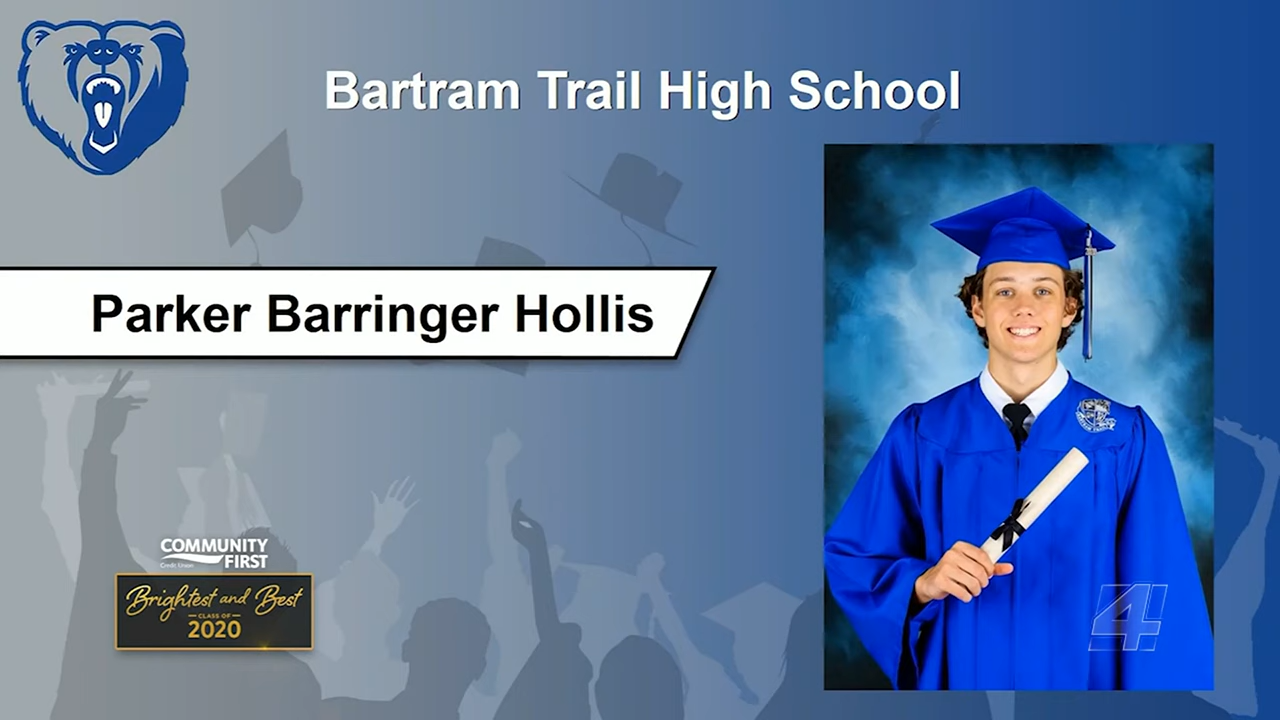 Bartram Trail High School
Parker Barringer Hollis
COMMUNITY
FIRST
Credit Union
Brightest and Best
CLASS OF
2020
4